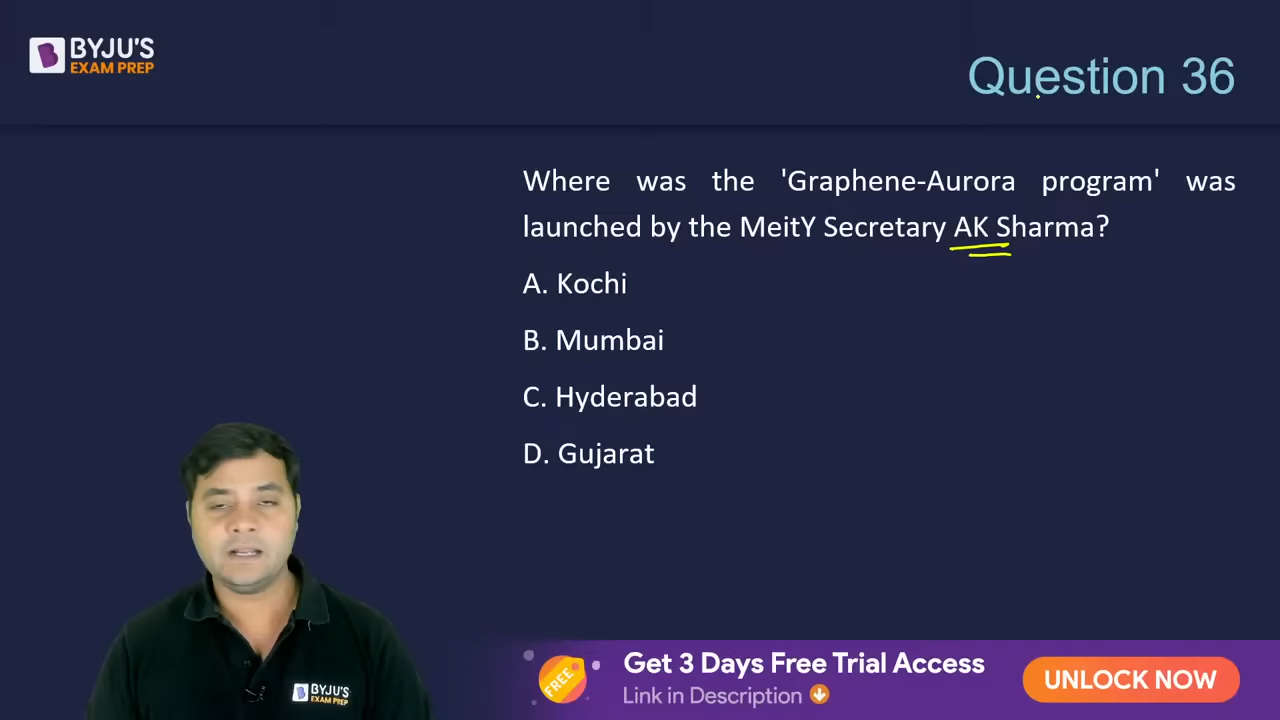 BYJU'S
EXAM PREP
Question 36
Where was the 'Graphene-Aurora program' was
launched by the MeitY Secretary AK Sharma?
A. Kochi
B. Mumbai
C. Hyderabad
D. Gujarat
BYJU'S
EXAM PREP
FREE
Get 3 Days Free Trial Access
Link in Description
UNLOCK NOW